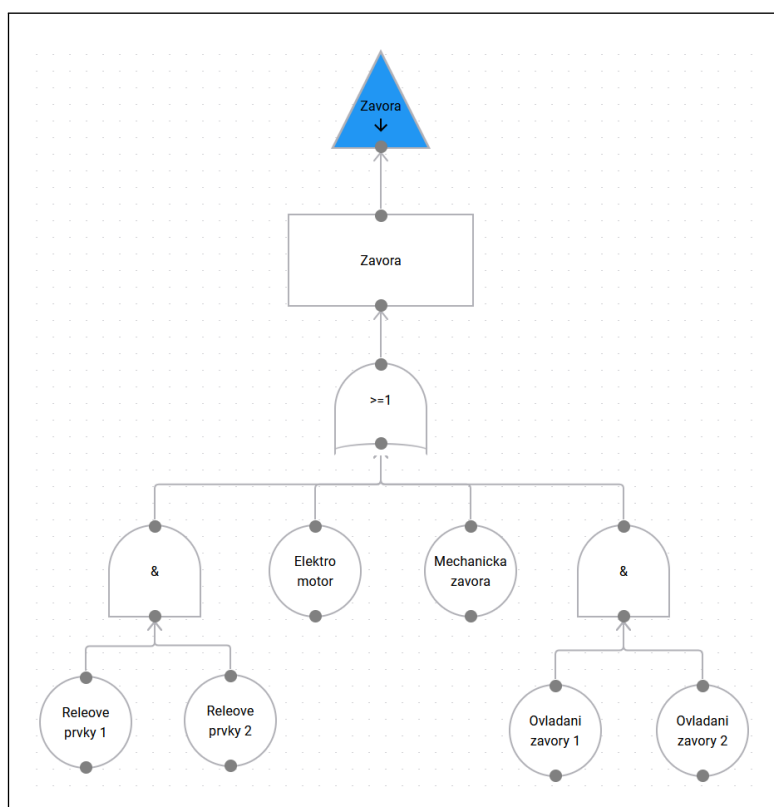 Zavora
Zavora
>=1
&
Elektro
motor
Mechanicka
zavora
&
Releove
prvky 1
Releove
prvky 2
Ovladani
zavory 1
Ovladani
zavory 2